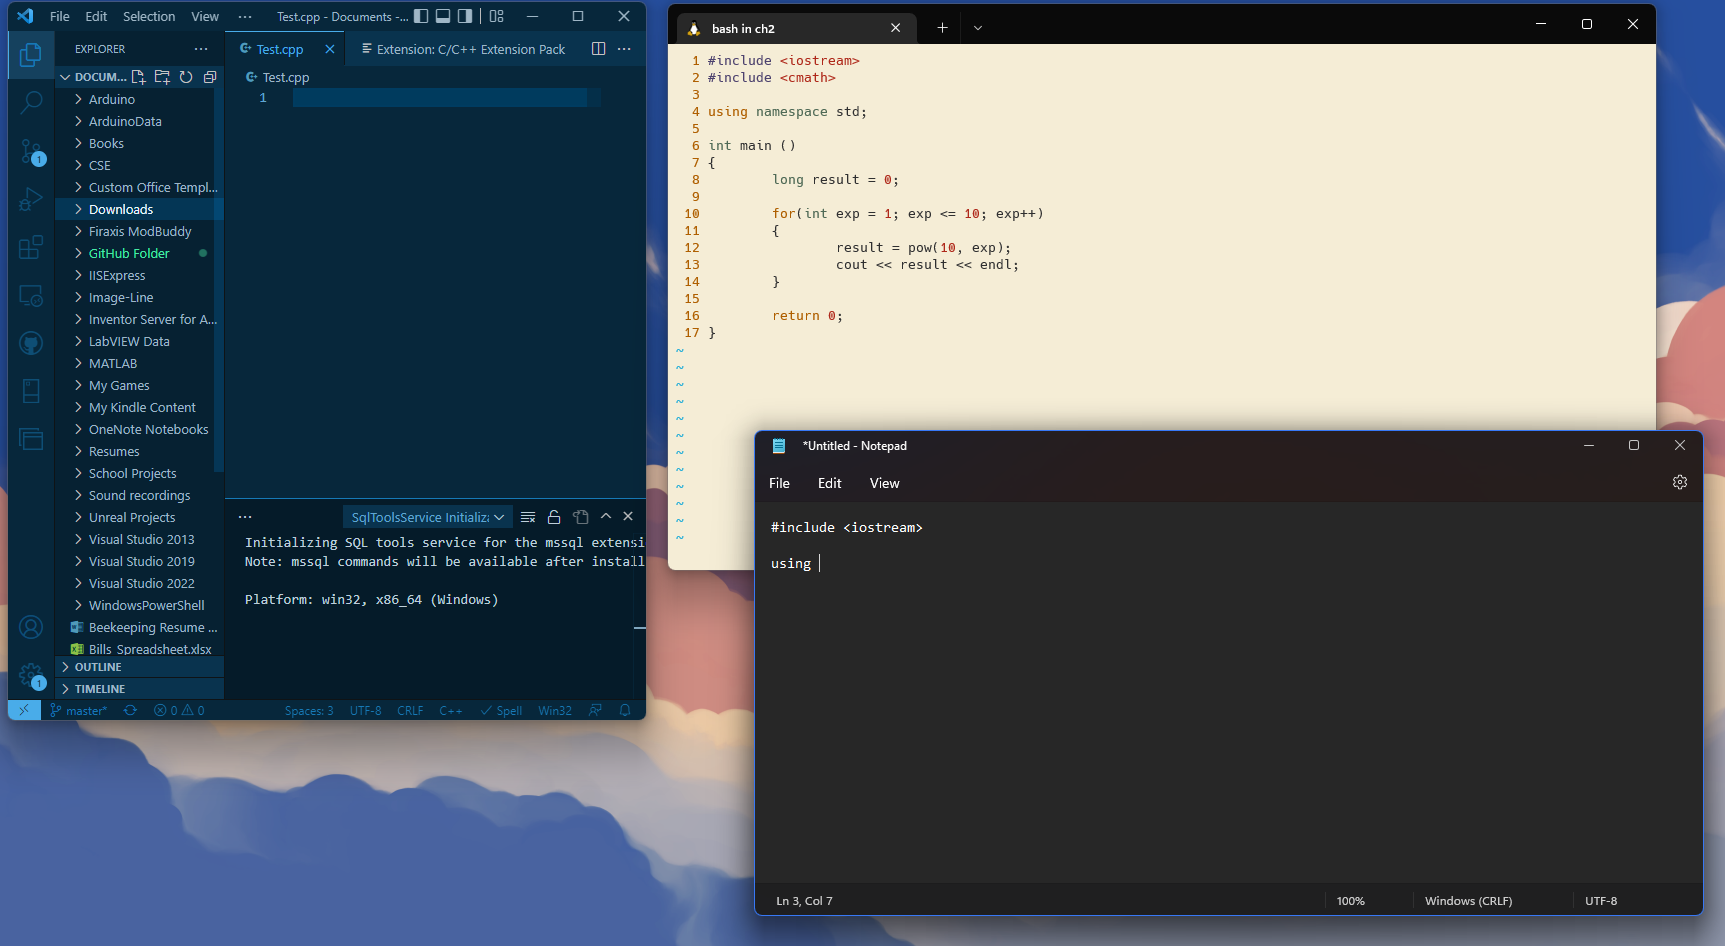 File Edit Selection View ··· Test.cpp - Documents -...
EXPLORER ···
DOCUM...
Arduino
ArduinoData
Books
CSE
Custom Office Templ...
Downloads
Firaxis ModBuddy
GitHub Folder
IISExpress
Image-Line
Inventor Server for A...
LabVIEW Data
MATLAB
My Games
My Kindle Content
OneNote Notebooks
Resumes
School Projects
Sound recordings
Unreal Projects
Visual Studio 2013
Visual Studio 2019
Visual Studio 2022
WindowsPowerShell
Beekeeping Resume ...
Bills_Spreadsheet.xlsx
OUTLINE
TIMELINE
1
1
Test.cpp Extension: C/C++ Extension Pack
Test.cpp
1
SqlToolsService Initializa
Initializing SQL tools service for the mssql extensi
Note: mssql commands will be available after install
Platform: win32, x86_64 (Windows)
master* 0 0 Spaces: 3 UTF-8 CRLF C++ Spell Win32
bash in ch2
1 #include <iostream>
2 #include <cmath>
3
4 using namespace std;
5
6 int main ()
7 {
8 long result = 0;
9
10 for(int exp = 1; exp <= 10; exp++)
11 {
12 result = pow(10, exp);
13 cout << result << endl;
14 }
15
16 return 0;
17 }
~
~
~
~
~
~
~
~
~
~
~
~
*Untitled - Notepad
File Edit View
#include <iostream>
using
Ln 3, Col 7 100% Windows (CRLF) UTF-8